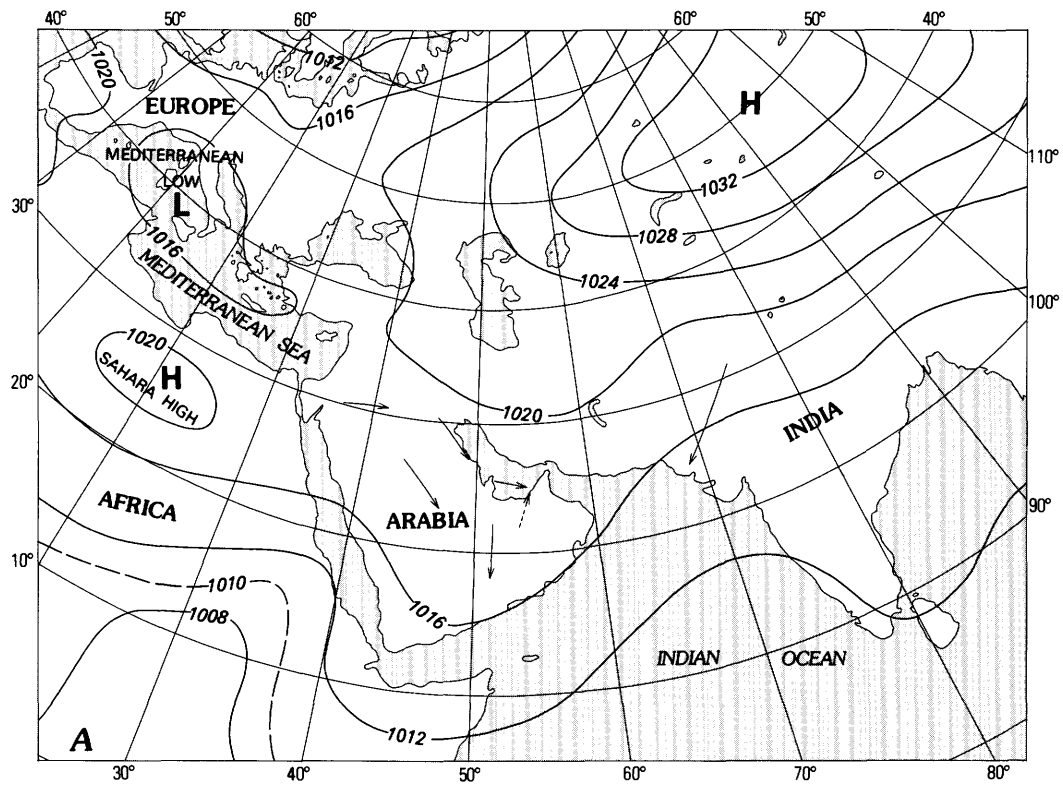 40° 50° 60° 60° 50° 40°
1020
1012
1016
EUROPE
H
MEDITERRANEAN
LOW
L
1032
110°
30°
1016
1028
MEDITERRANEAN SEA
1024
100°
1020
SAHARA HIGH
H
20°
1020
INDIA
AFRICA
ARABIA
90°
10°
1010
1008
1016
INDIAN OCEAN
1012
A
30° 40° 50° 60° 70° 80°